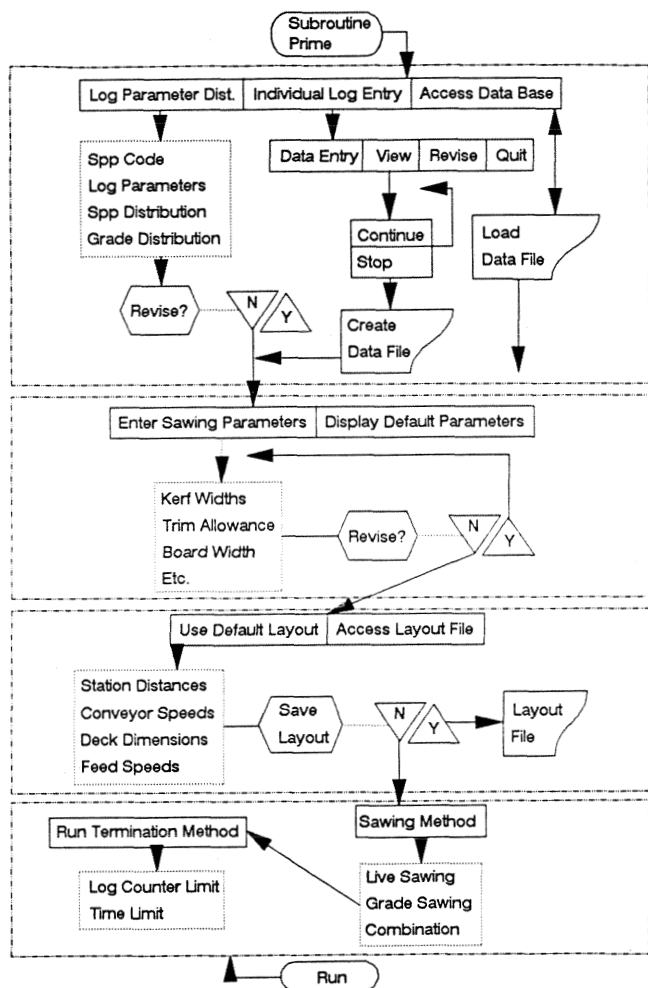 Subroutine
Prime
Log Parameter Dist. Individual Log Entry Access Data Base
Data Entry View Revise Quit
Spp Code
Log Parameters
Spp Distribution
Grade Distribution
Continue
Stop
Load
Data File
Revise?
N
Y
Create
Data File
Enter Sawing Parameters Display Default Parameters
Kerf Widths
Trim Allowance
Board Width
Etc.
Revise?
N
Y
Use Default Layout Access Layout File
Station Distances
Conveyor Speeds
Deck Dimensions
Feed Speeds
Save
Layout
N
Y
Layout
File
Run Termination Method
Sawing Method
Log Counter Limit
Time Limit
Live Sawing
Grade Sawing
Combination
Run